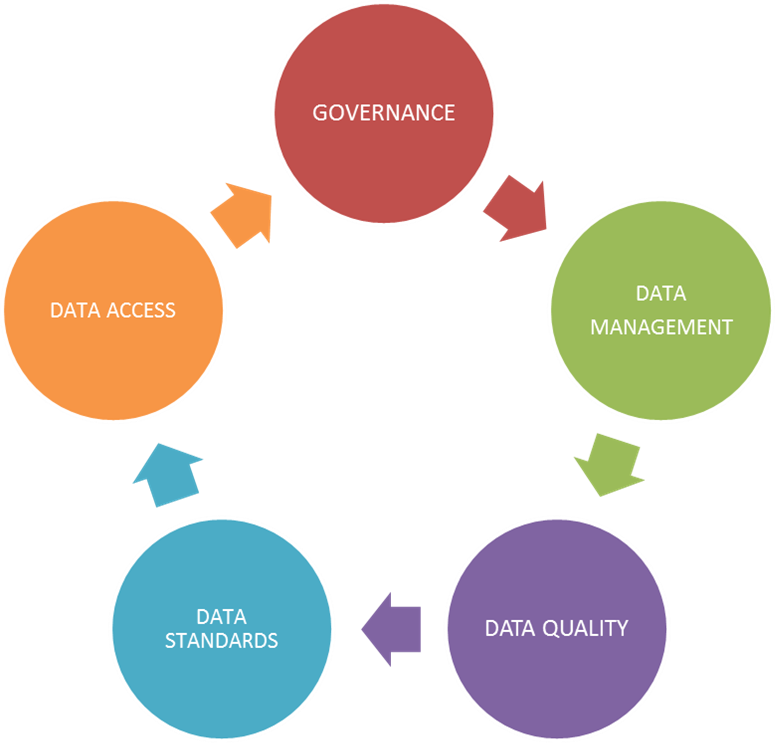 GOVERNANCE
DATA
MANAGEMENT
DATA QUALITY
DATA
STANDARDS
DATA ACCESS